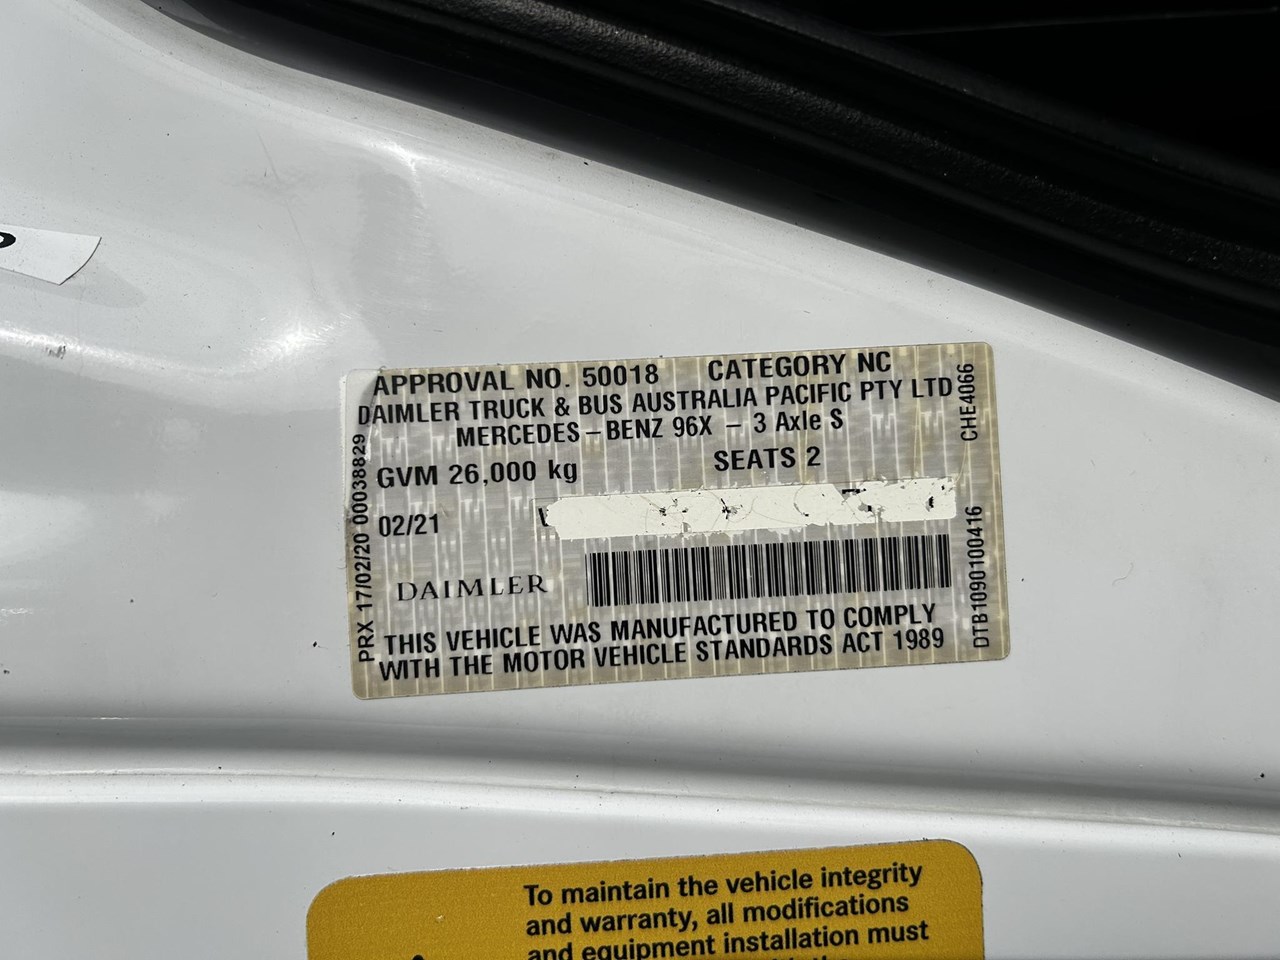 APPROVAL NO. 50018 CATEGORY NC
DAIMLER TRUCK & BUS AUSTRALIA PACIFIC PTY LTD
MERCEDES-BENZ 96X - 3 Axle S
GVM 26,000 kg SEATS 2
02/21
DAIMLER
THIS VEHICLE WAS MANUFACTURED TO COMPLY
WITH THE MOTOR VEHICLE STANDARDS ACT 1989
PRX 17/02/20 00038829
CHE4066
DTB1090100416
To maintain the vehicle integrity
and warranty, all modifications
and equipment installation must